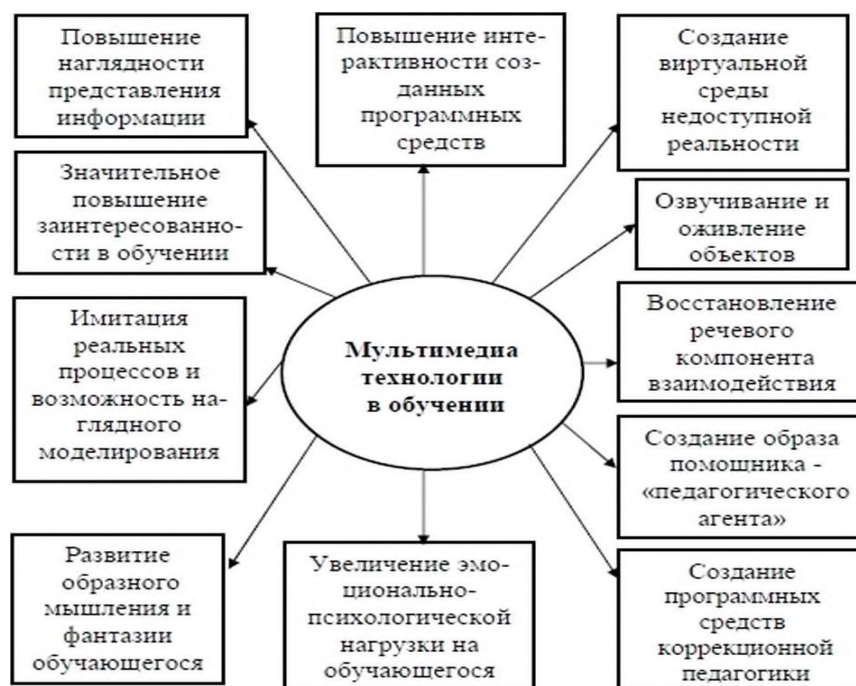 Повышение
наглядности
представления
информации
Повышение инте-
рактивности соз-
данных
программных
средств
Создание
виртуальной
среды
недоступной
реальности
Значительное
повышение
заинтересованно-
сти в обучении
Озвучивание и
оживление
объектов
Имитация
реальных
процессов и
возможность на-
глядного
моделирования
Мультимедиа
технологии
в обучении
Восстановление
речевого
компонента
взаимодействия
Создание образа
помощника -
«педагогического
агента»
Развитие
образного
мышления и
фантазии
обучающегося
Увеличение эмо-
ционально-
психологической
нагрузки на
обучающегося
Создание
программных
средств
коррекционной
педагогики